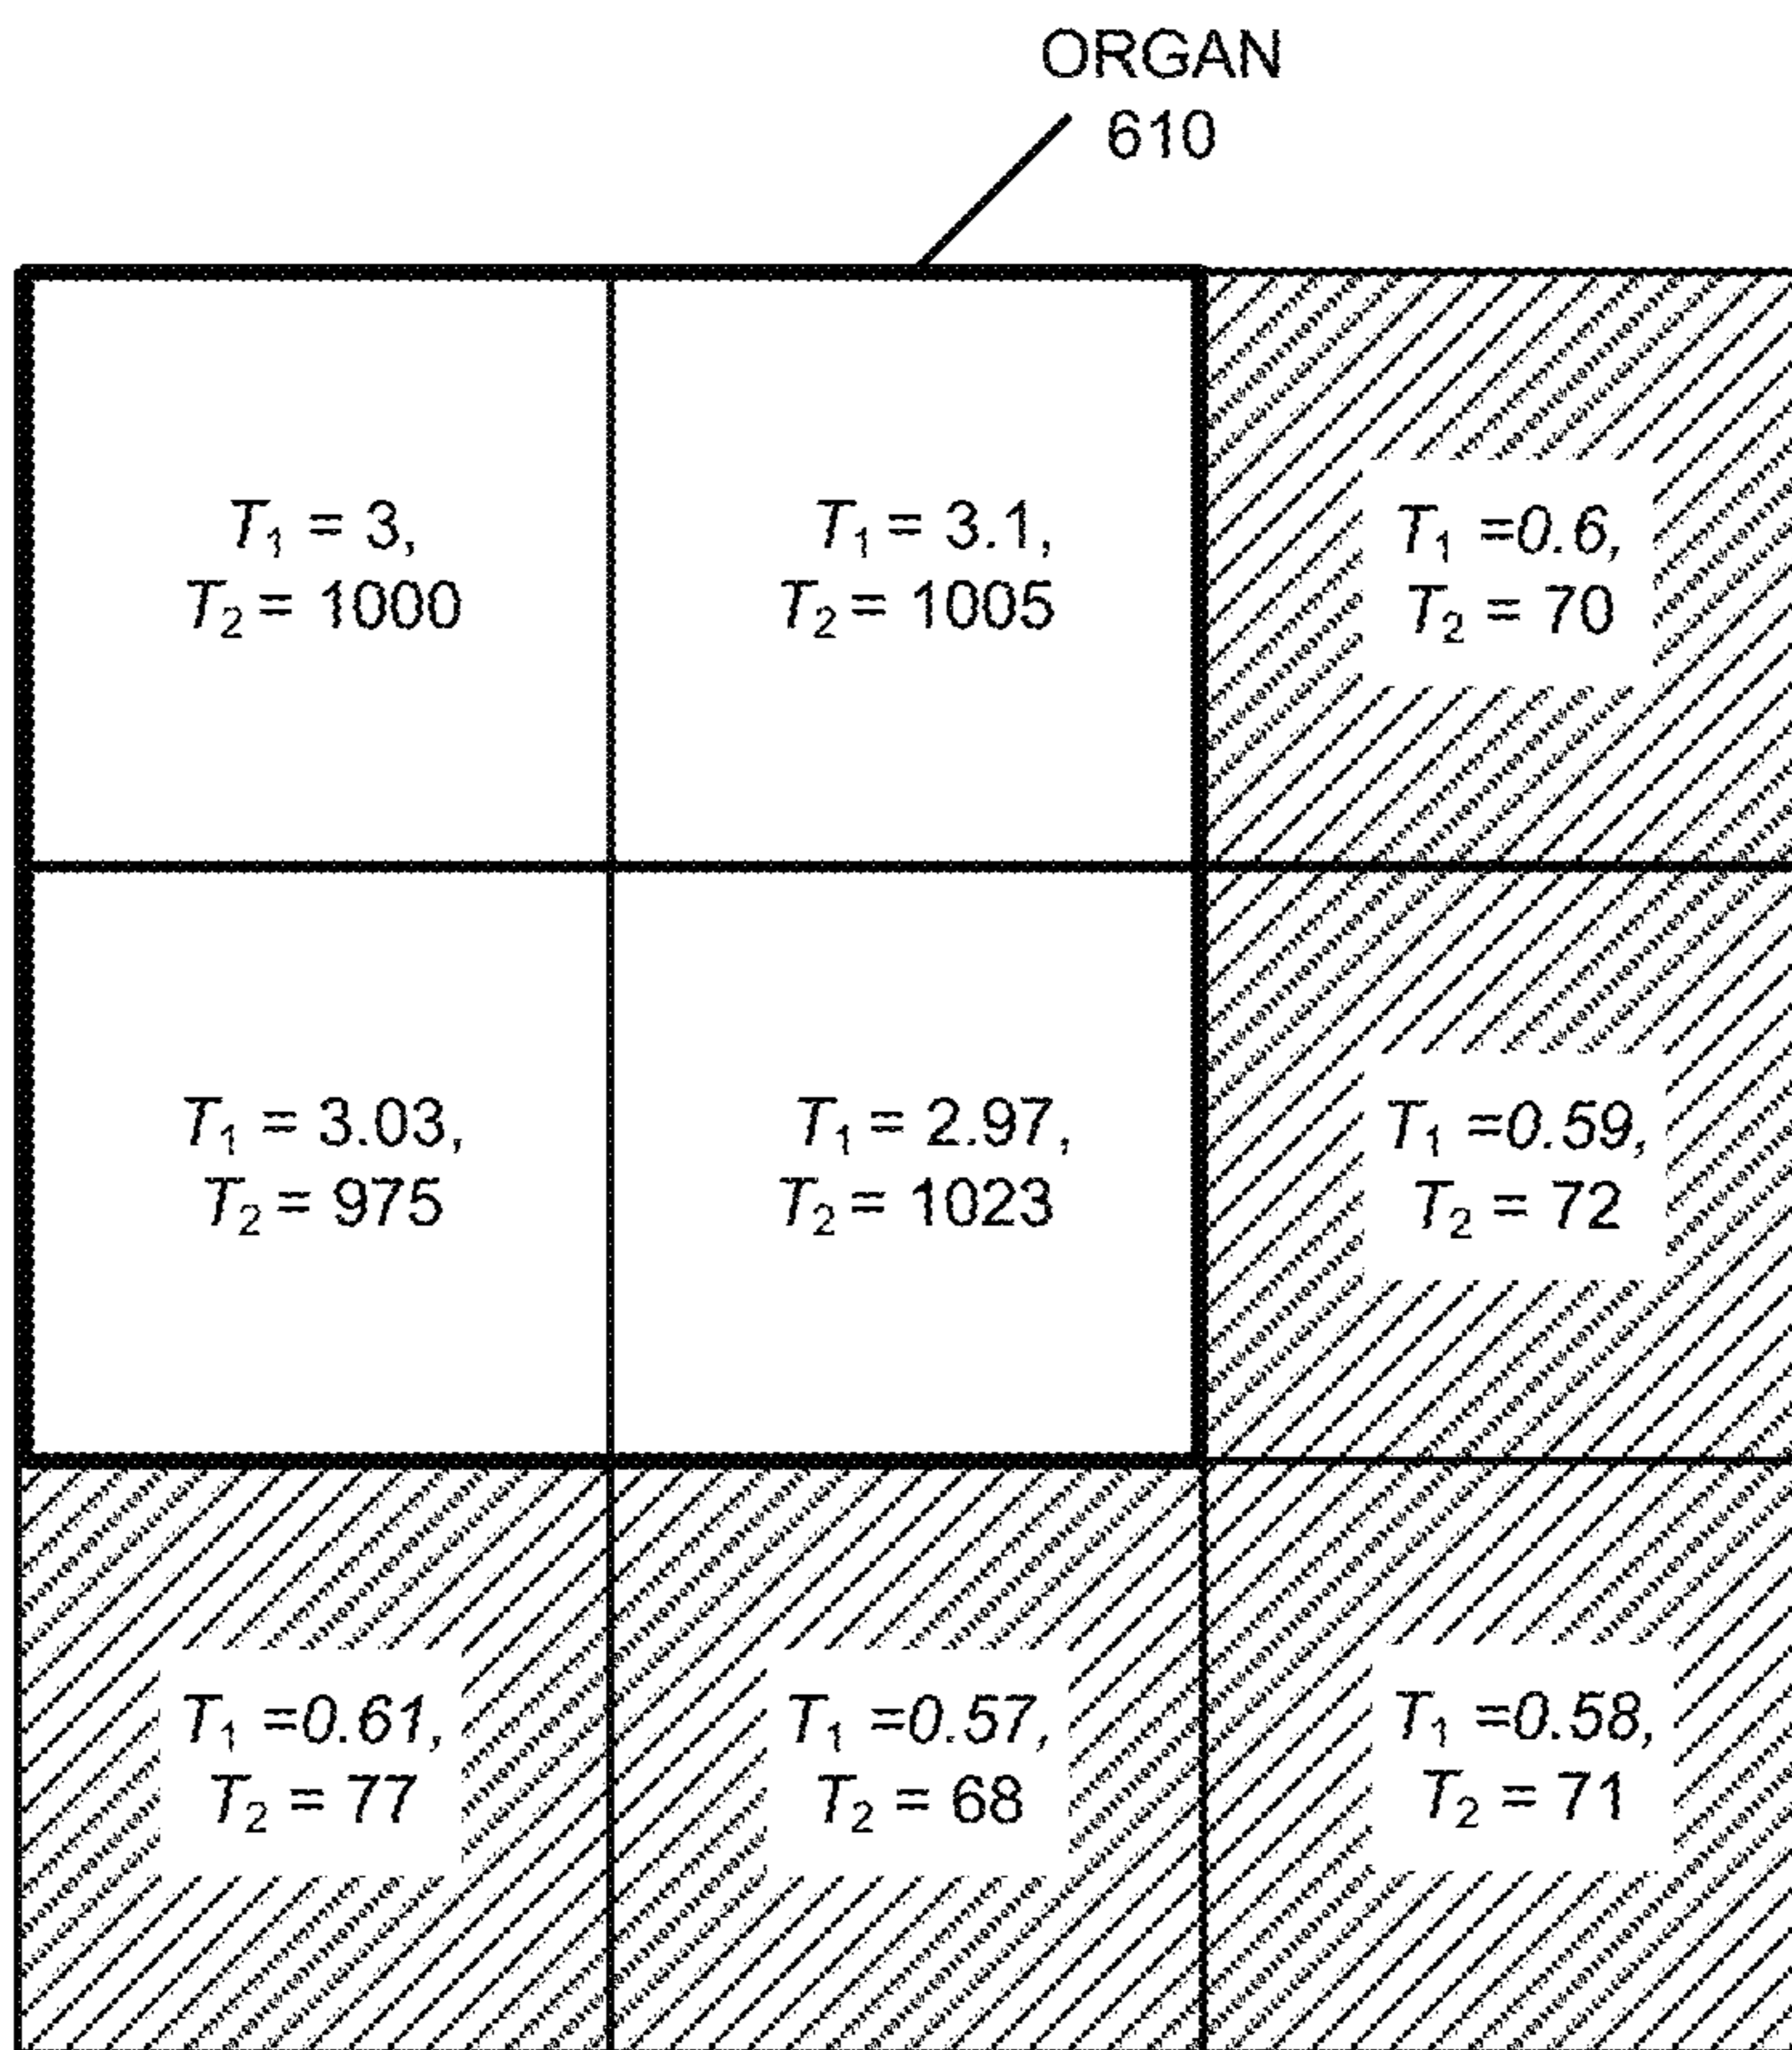 ORGAN
610
T₁ = 3,
T₂ = 1000
T₁ = 3.1,
T₂ = 1005
T₁ =0.6,
T₂ = 70
T₁ = 3.03,
T₂ = 975
T₁ = 2.97,
T₂ = 1023
T₁ =0.59,
T₂ = 72
T₁ =0.61,
T₂ = 77
T₁ =0.57,
T₂ = 68
T₁ =0.58,
T₂ = 71